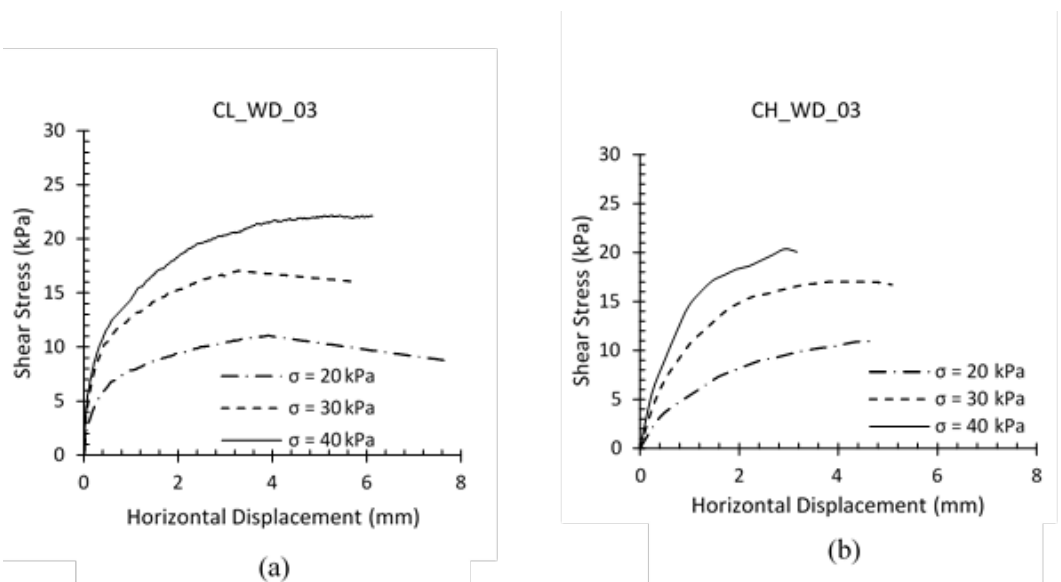 CL_WD_03
30
25
20
15
10
5
0
Shear Stress (kPa)
σ = 20 kPa
σ = 30 kPa
σ = 40 kPa
0 2 4 6 8
Horizontal Displacement (mm)
(a)
CH_WD_03
30
25
20
15
10
5
0
Shear Stress (kPa)
σ = 20 kPa
σ = 30 kPa
σ = 40 kPa
0 2 4 6 8
Horizontal Displacement (mm)
(b)